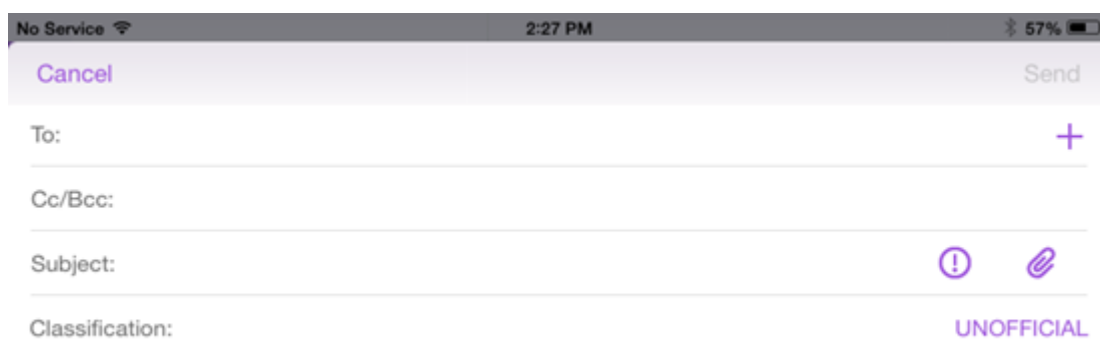 No Service 2:27 PM 57%
Cancel Send
To:
Cc/Bcc:
Subject:
Classification: UNOFFICIAL